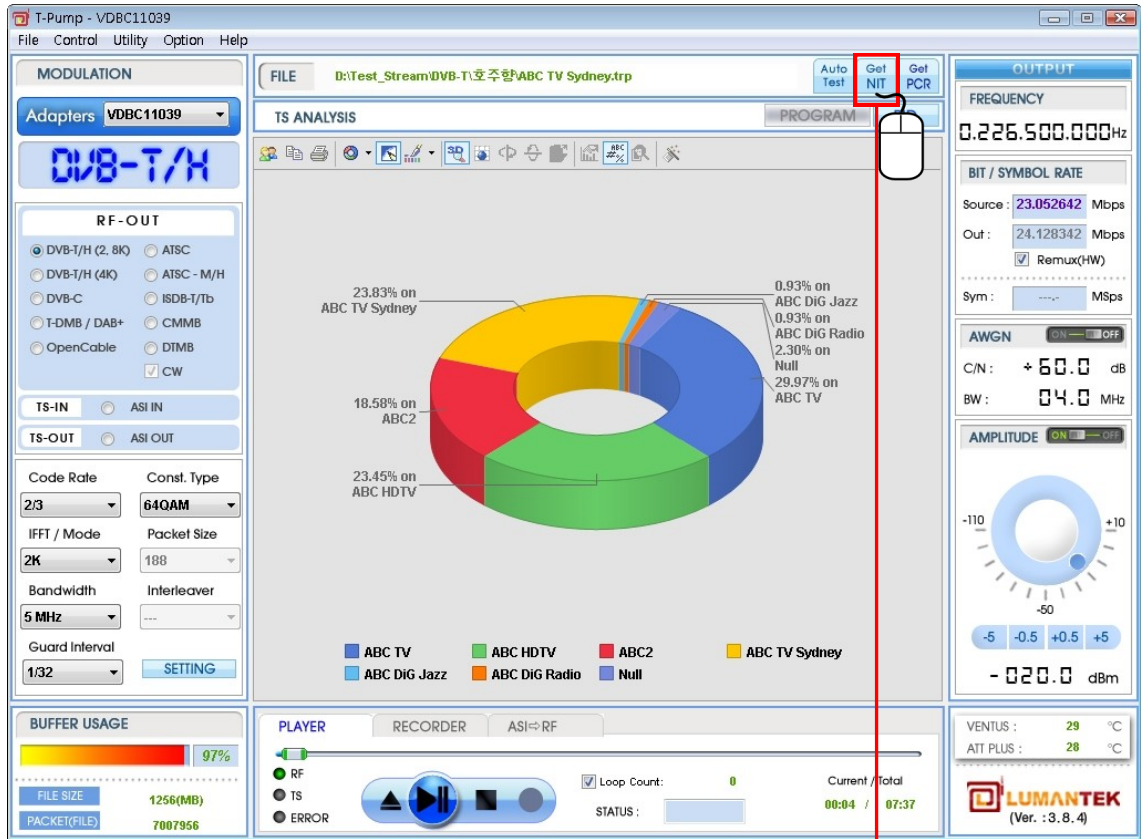 T-Pump - VDBC11039
File Control Utility Option Help
MODULATION
Adapters VDBC11039
DVB-T/H
RF-OUT
DVB-T/H (2, 8K) ATSC
DVB-T/H (4K) ATSC - M/H
DVB-C ISDB-T/Tb
T-DMB / DAB+ CMMB
OpenCable DTMB
CW
TS-IN ASI IN
TS-OUT ASI OUT
Code Rate Const. Type
2/3 64QAM
IFFT / Mode Packet Size
2K 188
Bandwidth Interleaver
5 MHz ---
Guard Interval
1/32 SETTING
BUFFER USAGE
97%
FILE SIZE 1256(MB)
PACKET(FILE) 7007956
FILE D:\Test_Stream\DVB-T\호주향\ABC TV Sydney.trp
Auto Test Get NIT Get PCR
TS ANALYSIS PROGRAM
23.83% on
ABC TV Sydney
0.93% on
ABC DiG Jazz
0.93% on
ABC DiG Radio
2.30% on
Null
29.97% on
ABC TV
18.58% on
ABC2
23.45% on
ABC HDTV
ABC TV ABC HDTV ABC2 ABC TV Sydney
ABC DiG Jazz ABC DiG Radio Null
PLAYER RECORDER ASI⇨RF
RF
TS
ERROR
Loop Count: 0
STATUS :
Current / Total
00:04 / 07:37
OUTPUT
FREQUENCY
0.226.500.000Hz
BIT / SYMBOL RATE
Source : 23.052642 Mbps
Out : 24.128342 Mbps
Remux(HW)
Sym : ---,- MSps
AWGN ON OFF
C/N : +60.0 dB
BW : 04.0 MHz
AMPLITUDE ON OFF
-110 +10
-50
-5 -0.5 +0.5 +5
-020.0 dBm
VENTUS : 29 °C
ATT PLUS : 28 °C
LUMANTEK
(Ver. :3.8.4)